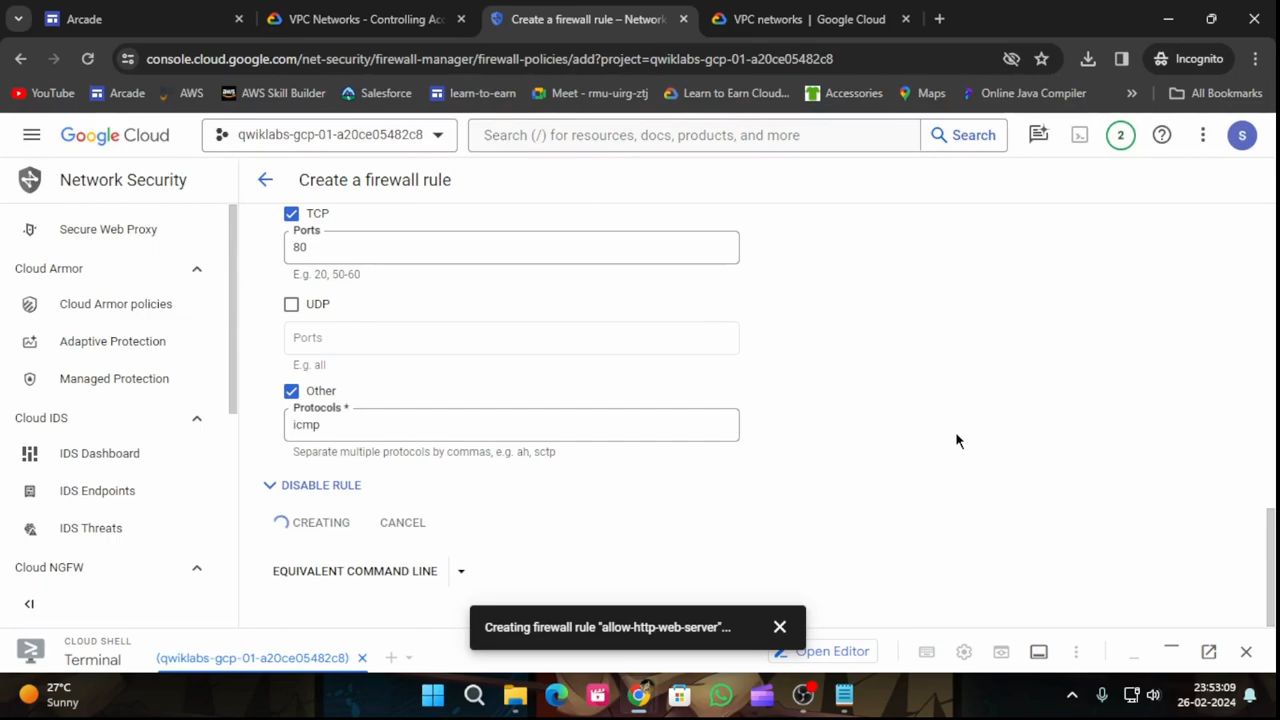 Arcade
VPC Networks - Controlling Acc
Create a firewall rule – Network
VPC networks | Google Cloud
console.cloud.google.com/net-security/firewall-manager/firewall-policies/add?project=qwiklabs-gcp-01-a20ce05482c8
Incognito
YouTube
Arcade
AWS
AWS Skill Builder
Salesforce
learn-to-earn
Meet - rmu-uirg-ztj
Learn to Earn Cloud...
Accessories
Maps
Online Java Compiler
All Bookmarks
Google Cloud
qwiklabs-gcp-01-a20ce05482c8
Search (/) for resources, docs, products, and more
Search
2
S
Network Security
Create a firewall rule
Secure Web Proxy
Cloud Armor
Cloud Armor policies
Adaptive Protection
Managed Protection
Cloud IDS
IDS Dashboard
IDS Endpoints
IDS Threats
Cloud NGFW
TCP
Ports
80
E.g. 20, 50-60
UDP
Ports
E.g. all
Other
Protocols *
icmp
Separate multiple protocols by commas, e.g. ah, sctp
DISABLE RULE
CREATING
CANCEL
EQUIVALENT COMMAND LINE
Creating firewall rule "allow-http-web-server"...
CLOUD SHELL
Terminal
(qwiklabs-gcp-01-a20ce05482c8)
Open Editor
27°C
Sunny
23:53:09
26-02-2024